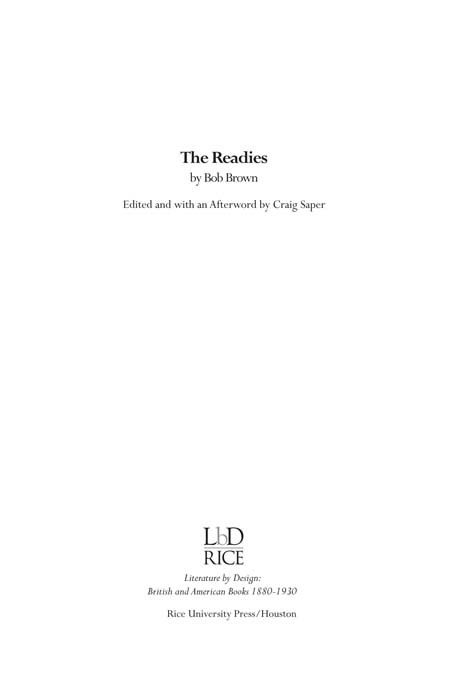 The Readies
by Bob Brown
Edited and with an Afterword by Craig Saper
LbD
RICE
Literature by Design:
British and American Books 1880-1930
Rice University Press/Houston